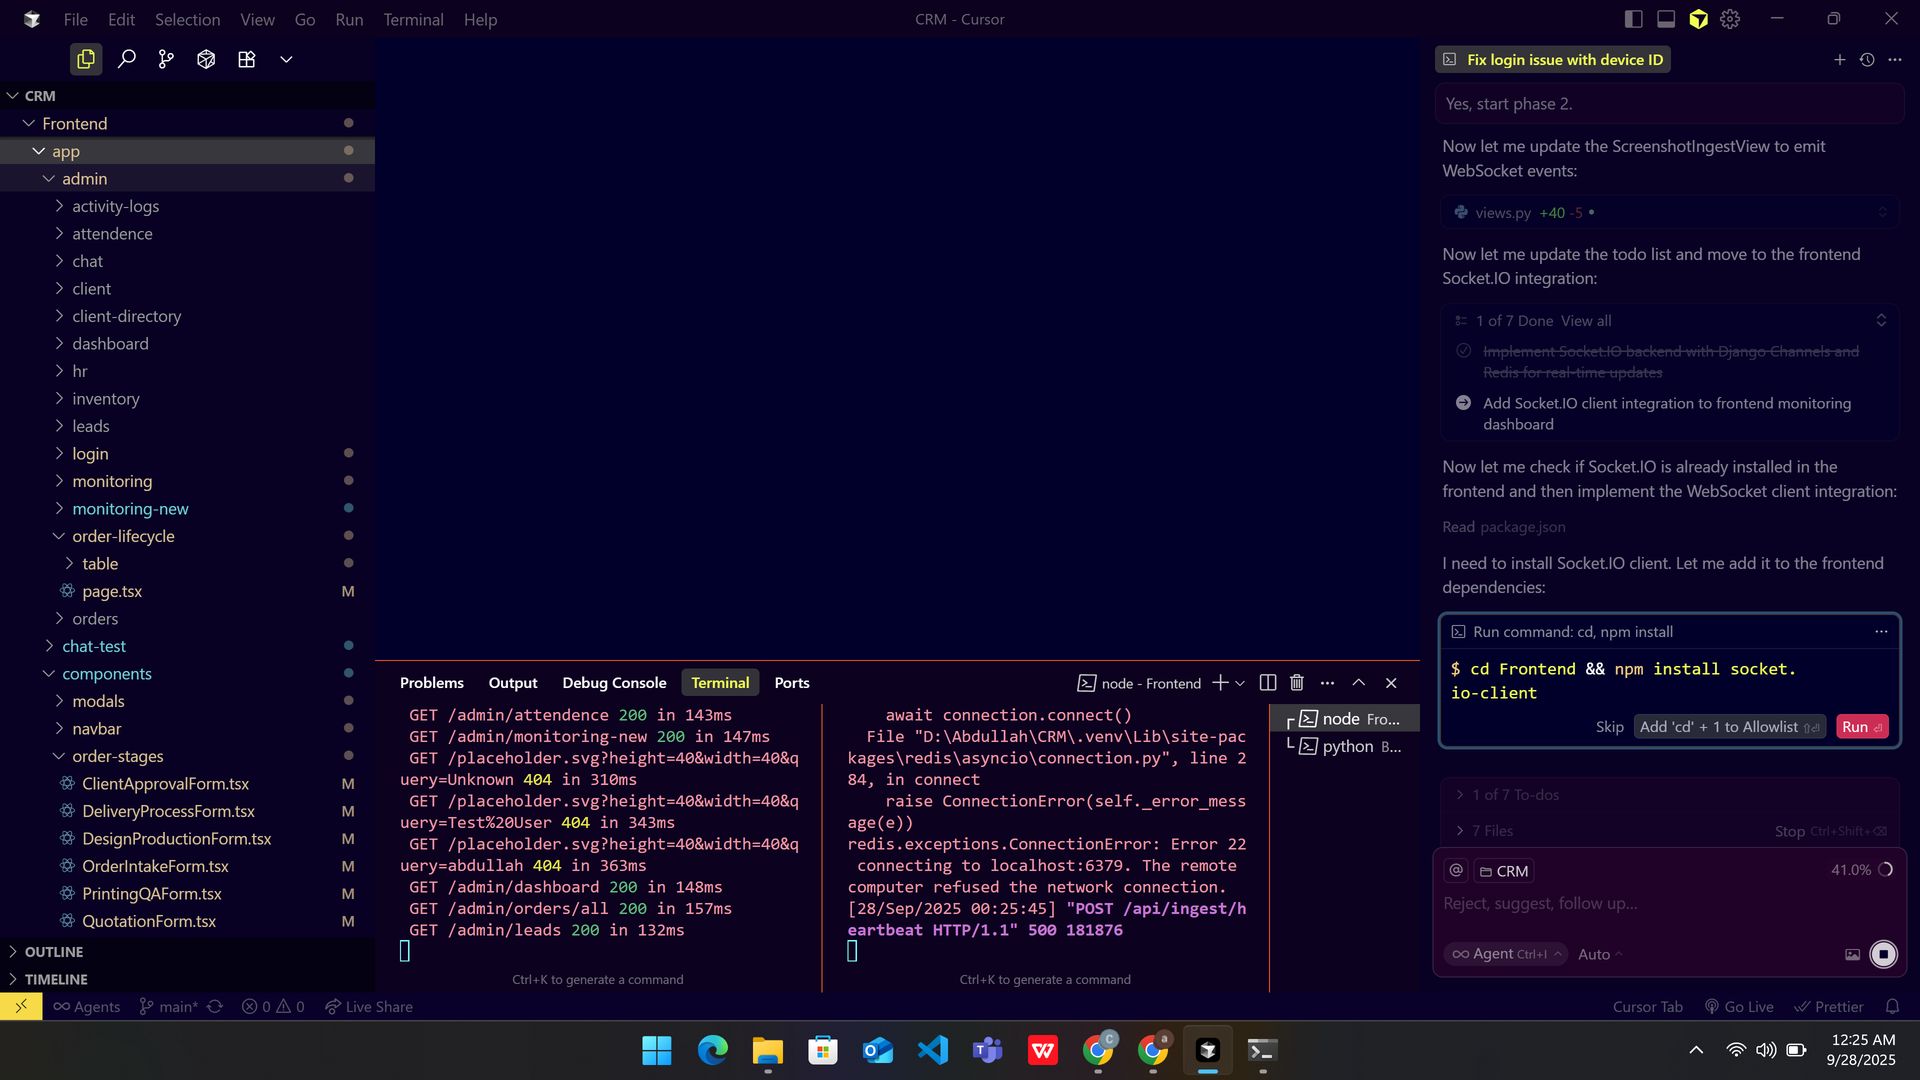 File Edit Selection View Go Run Terminal Help
CRM - Cursor
CRM
Frontend
app
admin
activity-logs
attendence
chat
client
client-directory
dashboard
hr
inventory
leads
login
monitoring
monitoring-new
order-lifecycle
table
page.tsx M
orders
chat-test
components
modals
navbar
order-stages
ClientApprovalForm.tsx M
DeliveryProcessForm.tsx M
DesignProductionForm.tsx M
OrderIntakeForm.tsx M
PrintingQAForm.tsx M
QuotationForm.tsx M
OUTLINE
TIMELINE
Problems Output Debug Console Terminal Ports
node - Frontend
GET /admin/attendence 200 in 143ms
GET /admin/monitoring-new 200 in 147ms
GET /placeholder.svg?height=40&width=40&q
uery=Unknown 404 in 310ms
GET /placeholder.svg?height=40&width=40&q
uery=Test%20User 404 in 343ms
GET /placeholder.svg?height=40&width=40&q
uery=abdullah 404 in 363ms
GET /admin/dashboard 200 in 148ms
GET /admin/orders/all 200 in 157ms
GET /admin/leads 200 in 132ms
Ctrl+K to generate a command
await connection.connect()
File "D:\Abdullah\CRM\.venv\Lib\site-pac
kages\redis\asyncio\connection.py", line 2
84, in connect
raise ConnectionError(self._error_mess
age(e))
redis.exceptions.ConnectionError: Error 22
connecting to localhost:6379. The remote
computer refused the network connection.
[28/Sep/2025 00:25:45] "POST /api/ingest/h
eartbeat HTTP/1.1" 500 181876
Ctrl+K to generate a command
node Fro...
python B...
Fix login issue with device ID
Yes, start phase 2.
Now let me update the ScreenshotIngestView to emit
WebSocket events:
views.py +40 -5
Now let me update the todo list and move to the frontend
Socket.IO integration:
1 of 7 Done View all
Implement Socket.IO backend with Django Channels and
Redis for real-time updates
Add Socket.IO client integration to frontend monitoring
dashboard
Now let me check if Socket.IO is already installed in the
frontend and then implement the WebSocket client integration:
Read package.json
I need to install Socket.IO client. Let me add it to the frontend
dependencies:
Run command: cd, npm install
$ cd Frontend && npm install socket.
io-client
Skip Add 'cd' + 1 to Allowlist Run
1 of 7 To-dos
7 Files Stop Ctrl+Shift+
@ CRM 41.0%
Reject, suggest, follow up...
Agent Ctrl+I Auto
Agents main* 0 0 Live Share
Cursor Tab Go Live Prettier
12:25 AM
9/28/2025